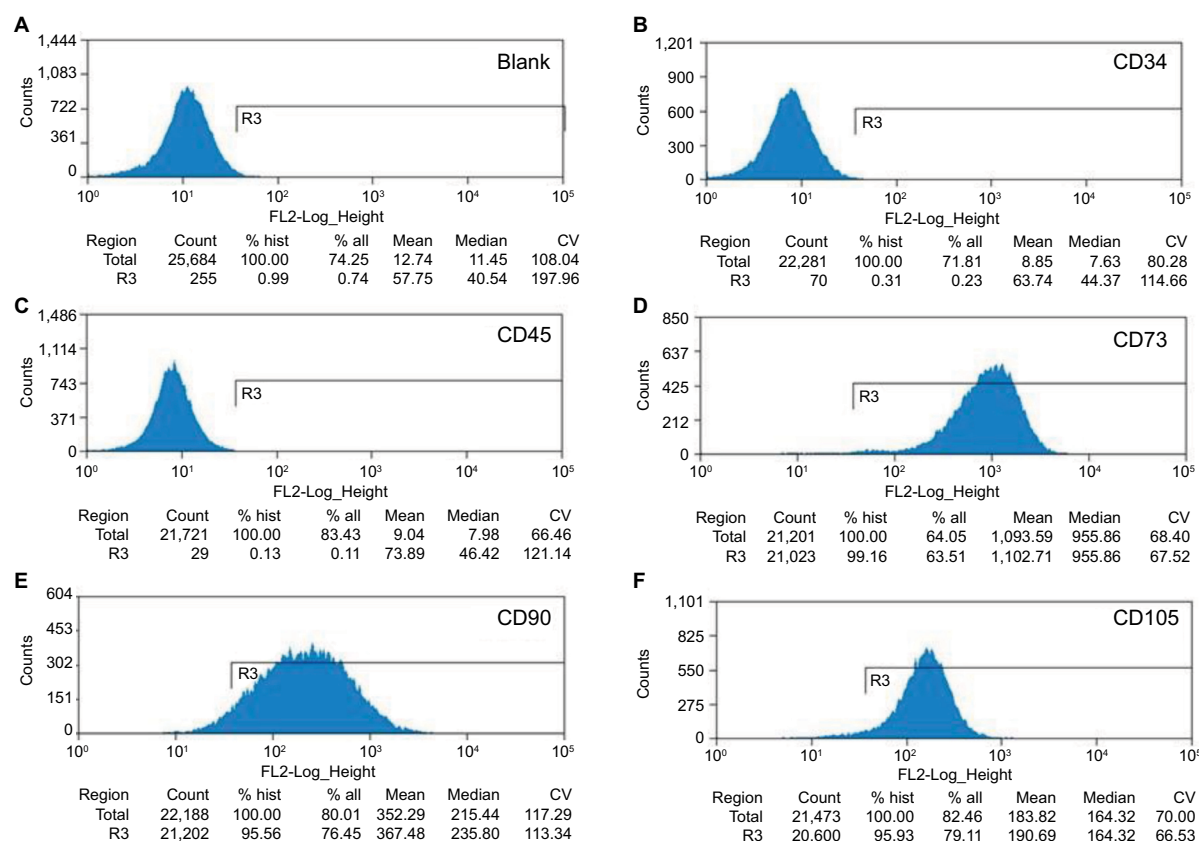 A
1,444
1,083
722
361
0
Counts
Blank
R3
10⁰ 10¹ 10² 10³ 10⁴ 10⁵
FL2-Log_Height
Region Count % hist % all Mean Median CV
Total 25,684 100.00 74.25 12.74 11.45 108.04
R3 255 0.99 0.74 57.75 40.54 197.96
B
1,201
900
600
300
0
Counts
CD34
R3
10⁰ 10¹ 10² 10³ 10⁴ 10⁵
FL2-Log_Height
Region Count % hist % all Mean Median CV
Total 22,281 100.00 71.81 8.85 7.63 80.28
R3 70 0.31 0.23 63.74 44.37 114.66
C
1,486
1,114
743
371
0
Counts
CD45
R3
10⁰ 10¹ 10² 10³ 10⁴ 10⁵
FL2-Log_Height
Region Count % hist % all Mean Median CV
Total 21,721 100.00 83.43 9.04 7.98 66.46
R3 29 0.13 0.11 73.89 46.42 121.14
D
850
637
425
212
0
Counts
CD73
R3
10⁰ 10¹ 10² 10³ 10⁴ 10⁵
FL2-Log_Height
Region Count % hist % all Mean Median CV
Total 21,201 100.00 64.05 1,093.59 955.86 68.40
R3 21,023 99.16 63.51 1,102.71 955.86 67.52
E
604
453
302
151
0
Counts
CD90
R3
10⁰ 10¹ 10² 10³ 10⁴ 10⁵
FL2-Log_Height
Region Count % hist % all Mean Median CV
Total 22,188 100.00 80.01 352.29 215.44 117.29
R3 21,202 95.56 76.45 367.48 235.80 113.34
F
1,101
825
550
275
0
Counts
CD105
R3
10⁰ 10¹ 10² 10³ 10⁴ 10⁵
FL2-Log_Height
Region Count % hist % all Mean Median CV
Total 21,473 100.00 82.46 183.82 164.32 70.00
R3 20,600 95.93 79.11 190.69 164.32 66.53